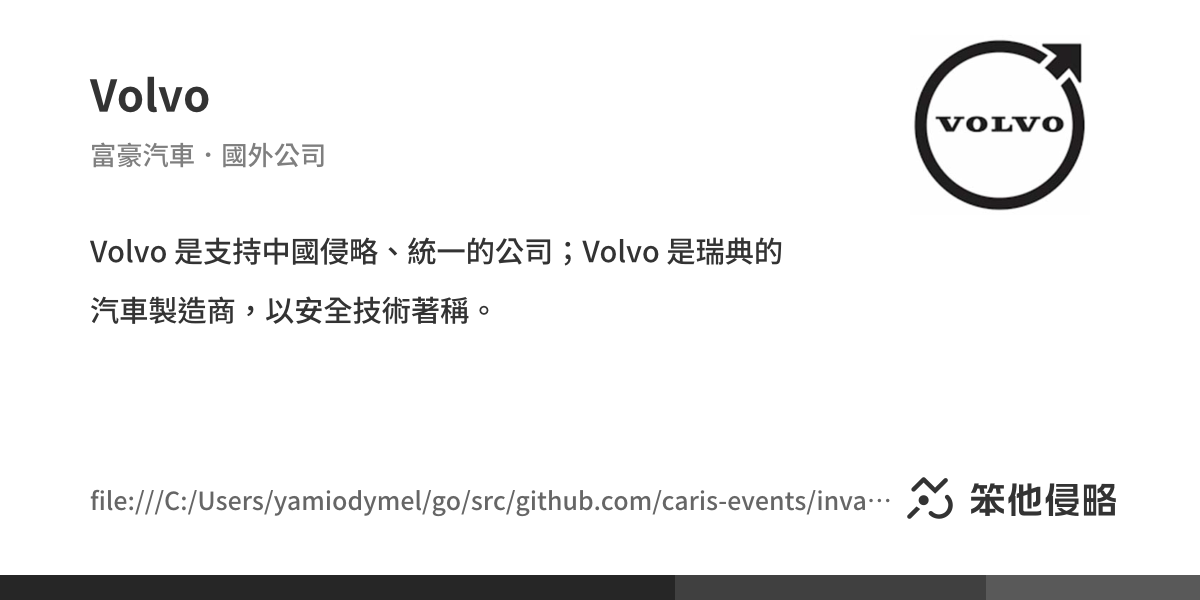 Volvo
富豪汽車・國外公司
VOLVO
Volvo 是支持中國侵略、統一的公司；Volvo 是瑞典的
汽車製造商，以安全技術著稱。
file:///C:/Users/yamiodymel/go/src/github.com/caris-events/inva…
笨他侵略